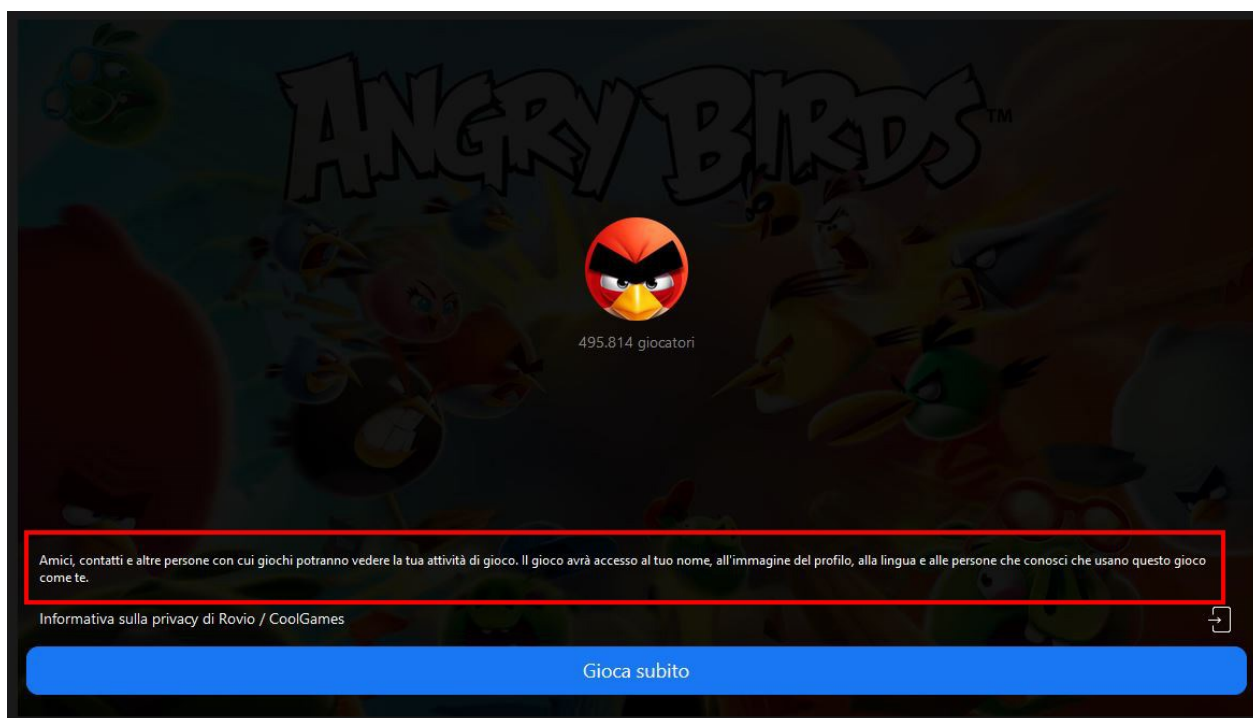 ANGRY BIRDS TM
495.814 giocatori
Amici, contatti e altre persone con cui giochi potranno vedere la tua attività di gioco. Il gioco avrà accesso al tuo nome, all'immagine del profilo, alla lingua e alle persone che conosci che usano questo gioco
come te.
Informativa sulla privacy di Rovio / CoolGames
Gioca subito